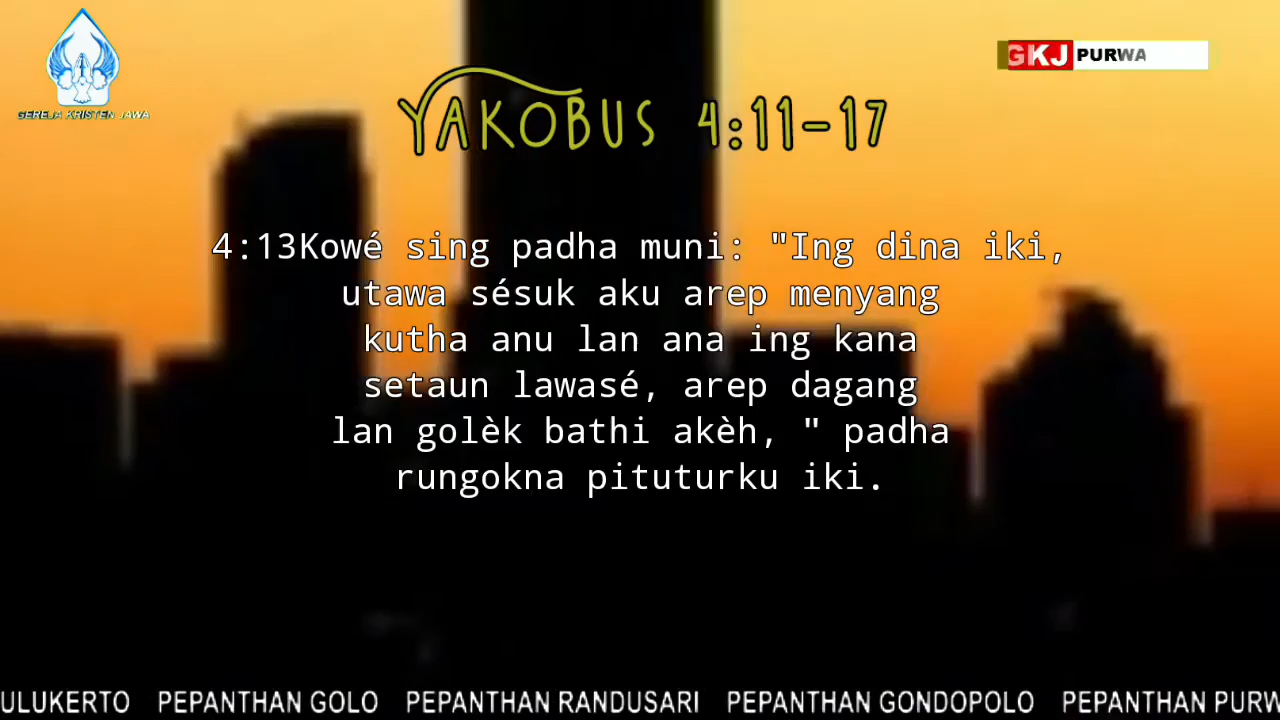 GEREJA KRISTEN JAWA
GKJ PURWA
YAKOBUS 4:11-17
4:13Kowé sing padha muni: "Ing dina iki,
utawa sésuk aku arep menyang
kutha anu lan ana ing kana
setaun lawasé, arep dagang
lan golèk bathi akèh, " padha
rungokna pituturku iki.
ULUKERTO PEPANTHAN GOLO PEPANTHAN RANDUSARI PEPANTHAN GONDOPOLO PEPANTHAN PURW